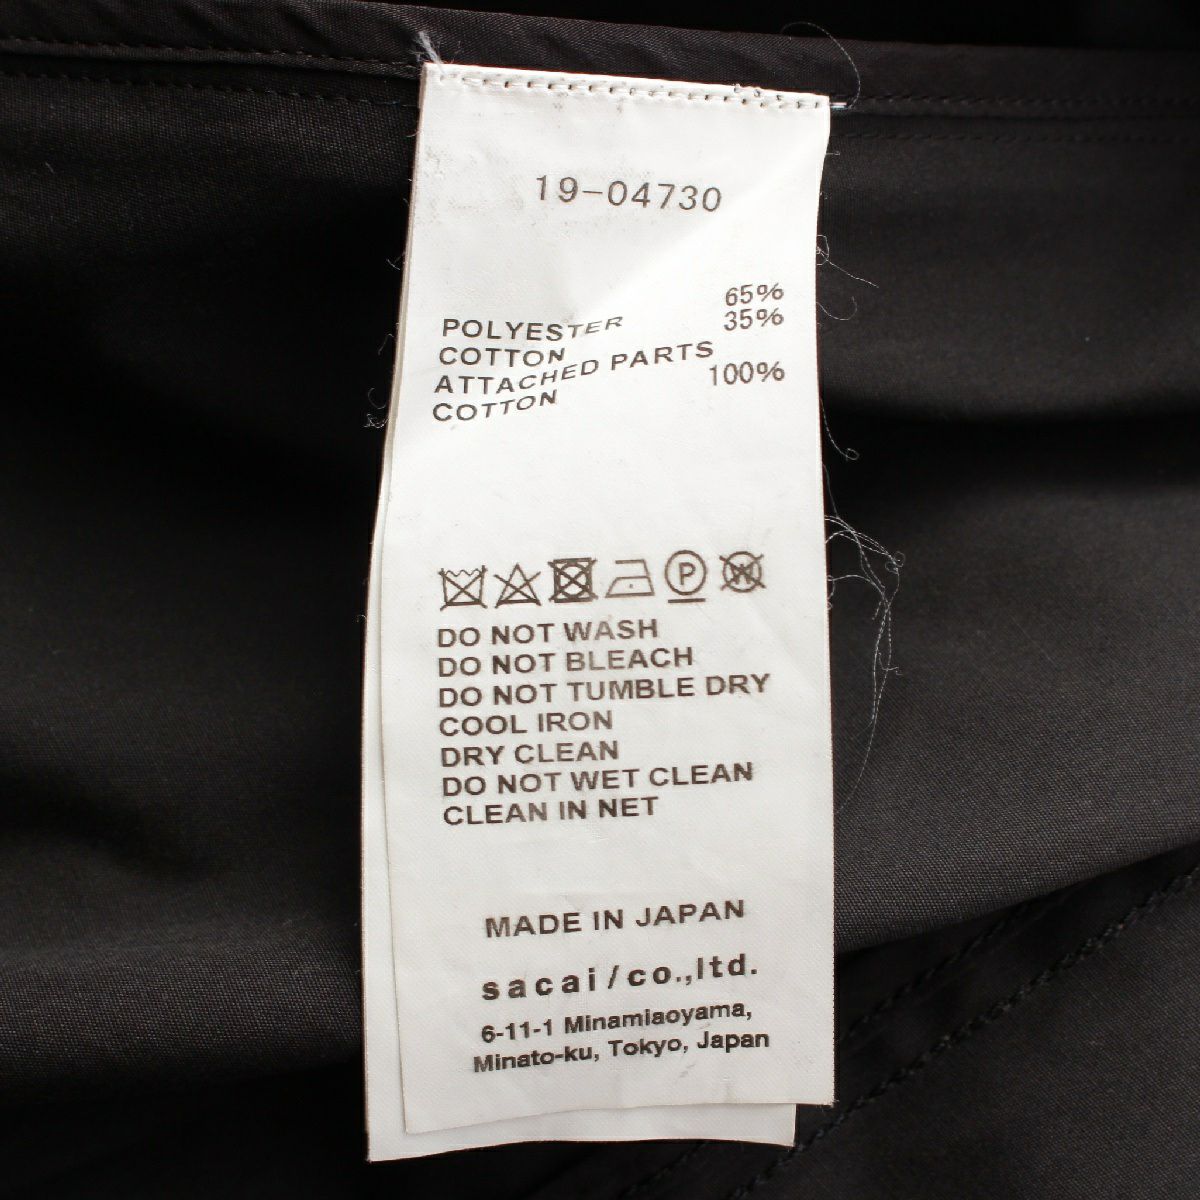 19-04730
POLYESTER 65%
COTTON 35%
ATTACHED PARTS
COTTON 100%
P W
DO NOT WASH
DO NOT BLEACH
DO NOT TUMBLE DRY
COOL IRON
DRY CLEAN
DO NOT WET CLEAN
CLEAN IN NET
MADE IN JAPAN
sacai/co.,ltd.
6-11-1 Minamiaoyama,
Minato-ku, Tokyo, Japan